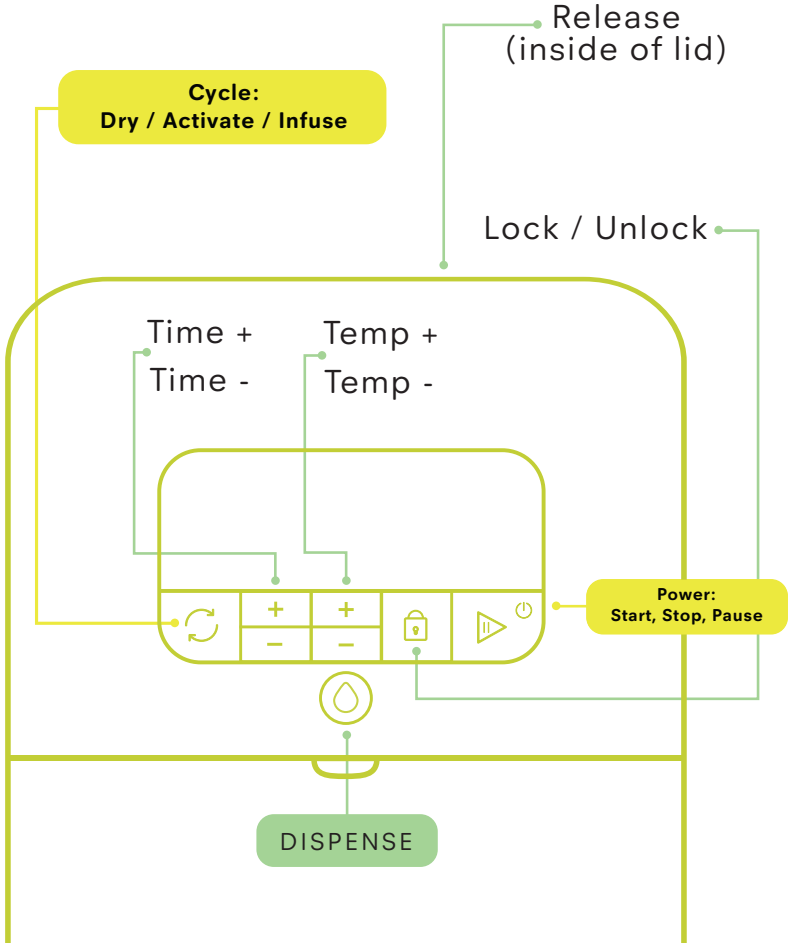 Release
(inside of lid)
Cycle:
Dry / Activate / Infuse
Lock / Unlock
Time +
Time -
Temp +
Temp -
+
+
−
−
Power:
Start, Stop, Pause
DISPENSE